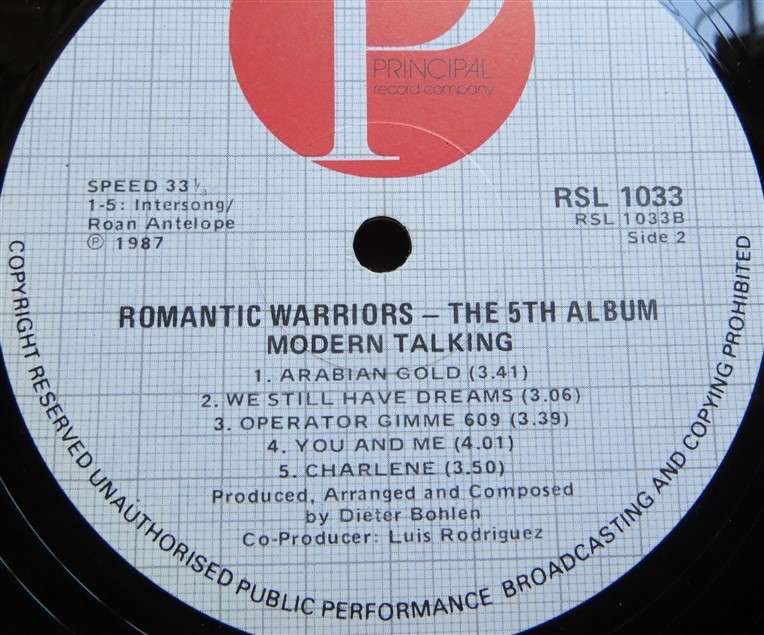 PRINCIPAL
record company
SPEED 33 ⅓
1-5: Intersong/
Roan Antelope
℗ 1987
RSL 1033
RSL 1033B
Side 2
ROMANTIC WARRIORS – THE 5TH ALBUM
MODERN TALKING
1. ARABIAN GOLD (3.41)
2. WE STILL HAVE DREAMS (3.06)
3. OPERATOR GIMME 609 (3.39)
4. YOU AND ME (4.01)
5. CHARLENE (3.50)
Produced, Arranged and Composed
by Dieter Bohlen
Co-Producer: Luis Rodriguez
COPYRIGHT RESERVED UNAUTHORISED PUBLIC PERFORMANCE BROADCASTING AND COPYING PROHIBITED